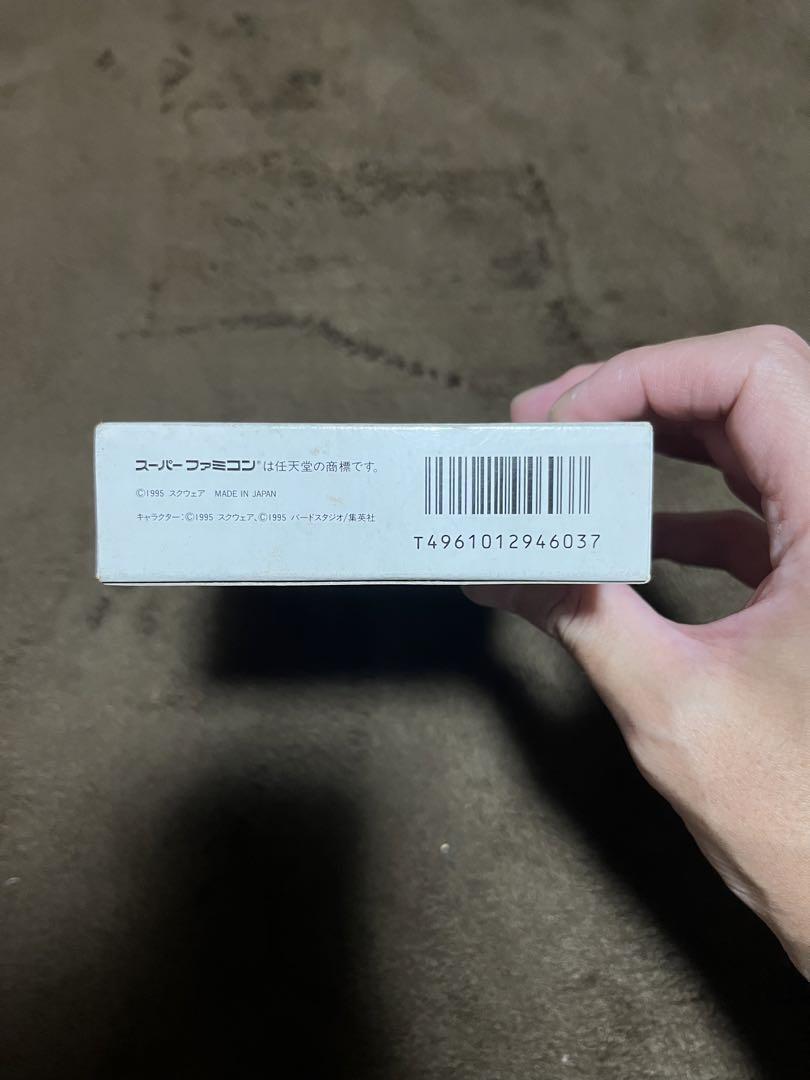 スーパーファミコン®は任天堂の商標です。
©1995 スクウェア MADE IN JAPAN
キャラクター:©1995 スクウェア、©1995 バードスタジオ/集英社
T4961012946037